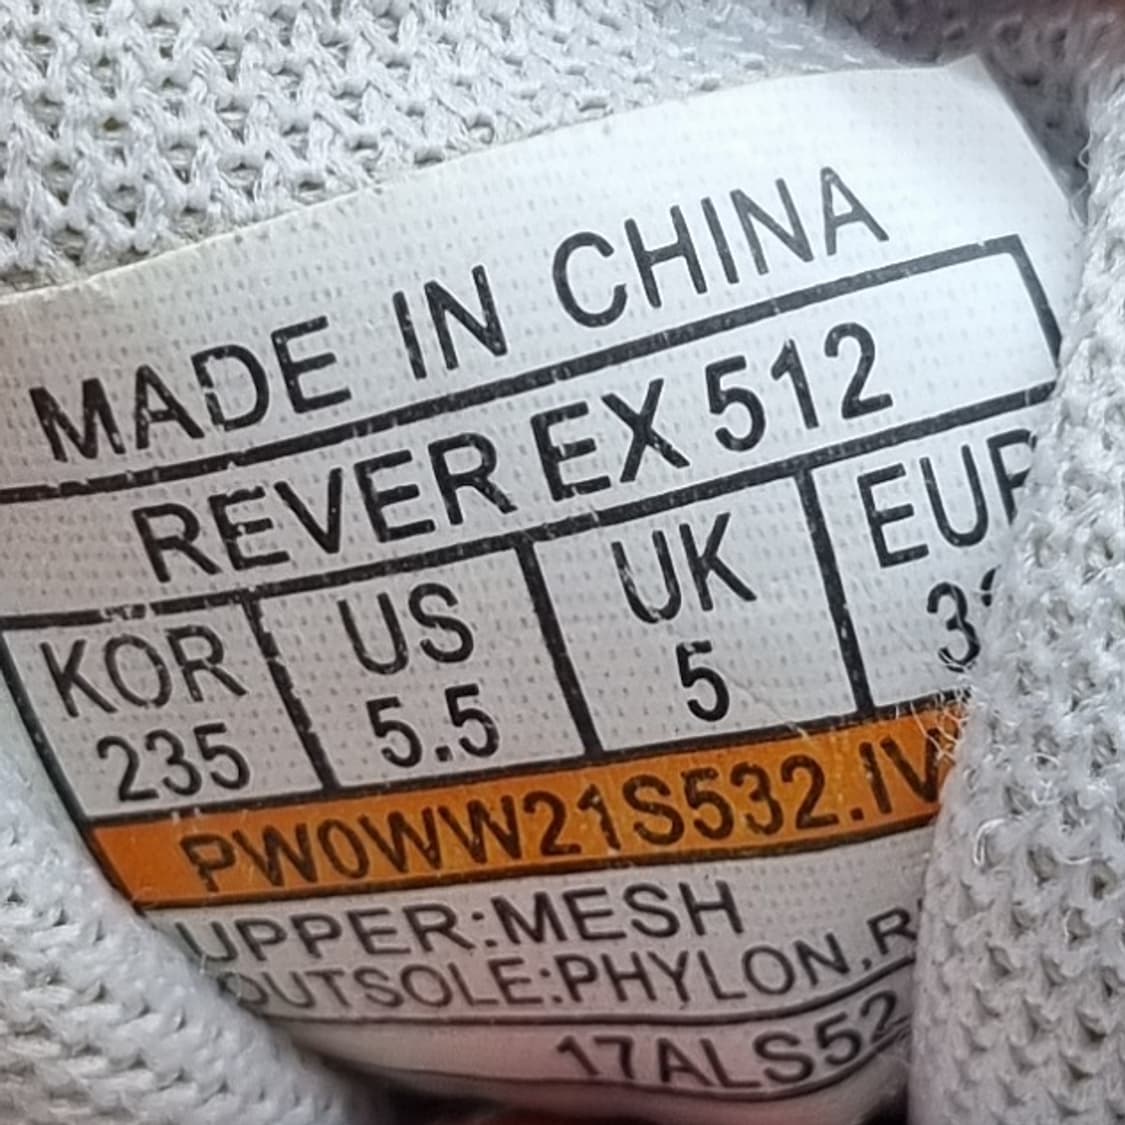 MADE IN CHINA
REVER EX 512
KOR US UK EUR
235 5.5 5
PW0WW21S532.IV
UPPER:MESH
OUTSOLE:PHYLON,R
17ALS52